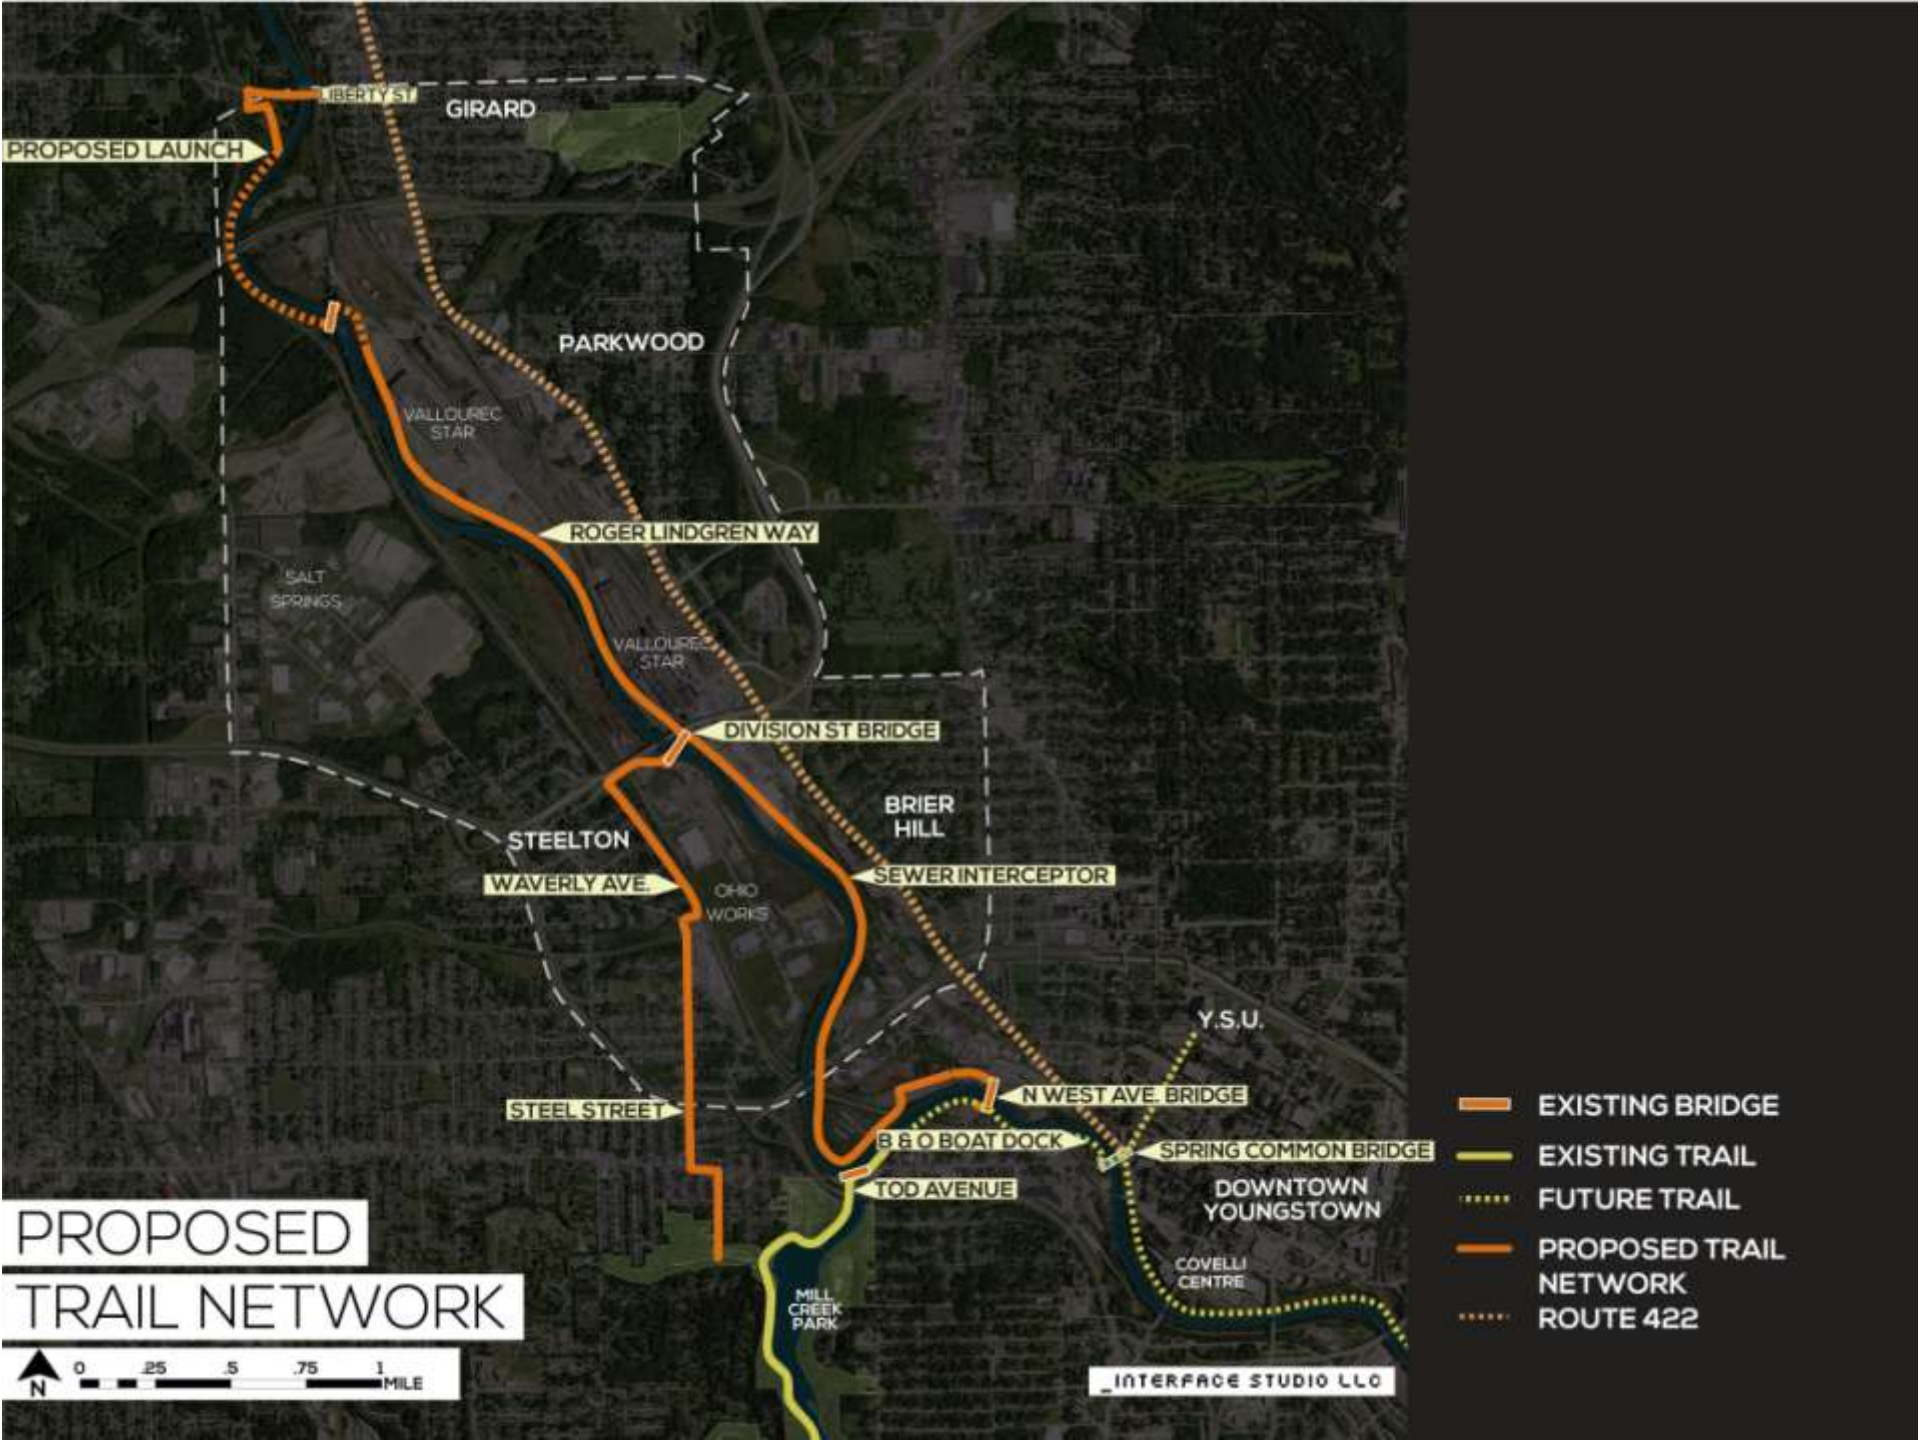 LIBERTY ST.
GIRARD
PROPOSED LAUNCH
PARKWOOD
VALLOUREC
STAR
ROGER LINDGREN WAY
SALT
SPRINGS
VALLOUREC
STAR
DIVISION ST BRIDGE
BRIER
HILL
STEELTON
SEWER INTERCEPTOR
WAVERLY AVE.
OHIO
WORKS
Y.S.U.
N WEST AVE. BRIDGE
STEEL STREET
B & O BOAT DOCK
SPRING COMMON BRIDGE
TOD AVENUE
DOWNTOWN
YOUNGSTOWN
COVELLI
CENTRE
MILL
CREEK
PARK
EXISTING BRIDGE
EXISTING TRAIL
FUTURE TRAIL
PROPOSED TRAIL
NETWORK
ROUTE 422
PROPOSED
TRAIL NETWORK
N
0 .25 .5 .75 1
MILE
_INTERFACE STUDIO LLC